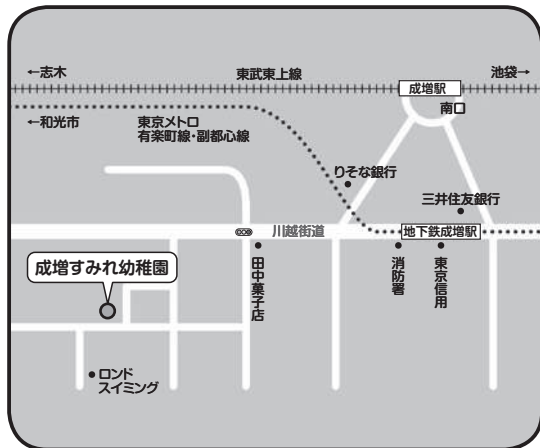 ←志木
東武東上線
池袋→
成増駅
南口
←和光市
東京メトロ
有楽町線・副都心線
りそな銀行
三井住友銀行
川越街道
地下鉄成増駅
成増すみれ幼稚園
田中菓子店
消防署
東京信用
ロンド
スイミング